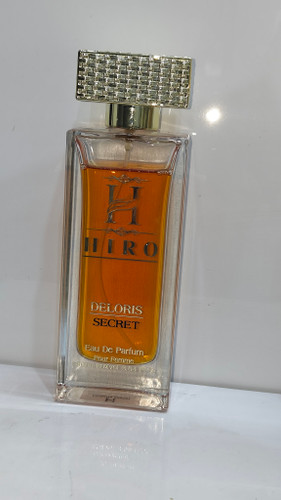 H
HIRO
DELORIS
SECRET
Eau De Parfum
Pour Femme